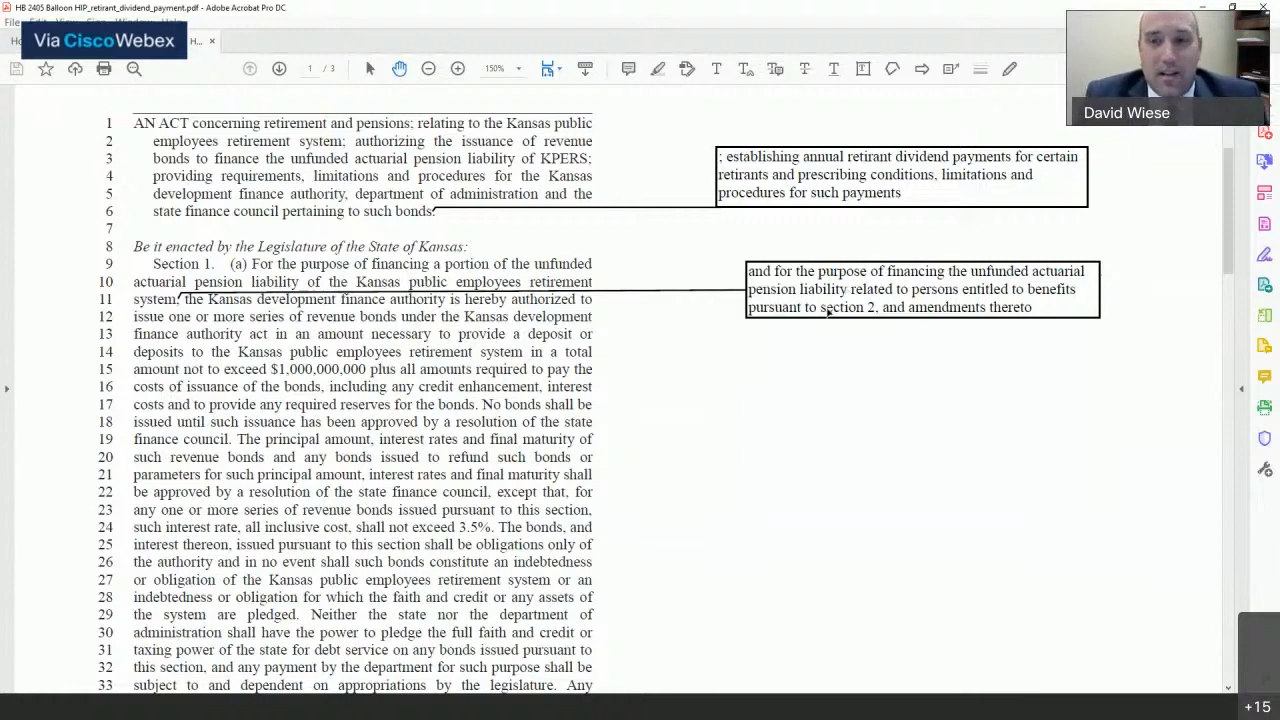 HB 2405 Balloon HIP_retirant_dividend_payment.pdf - Adobe Acrobat Pro DC
Via Cisco Webex
H...
1 / 3
150%
David Wiese
1 AN ACT concerning retirement and pensions; relating to the Kansas public
2 employees retirement system; authorizing the issuance of revenue
3 bonds to finance the unfunded actuarial pension liability of KPERS;
4 providing requirements, limitations and procedures for the Kansas
5 development finance authority, department of administration and the
6 state finance council pertaining to such bonds.
; establishing annual retirant dividend payments for certain
retirants and prescribing conditions, limitations and
procedures for such payments
7
8 Be it enacted by the Legislature of the State of Kansas:
9 Section 1. (a) For the purpose of financing a portion of the unfunded
10 actuarial pension liability of the Kansas public employees retirement
11 system, the Kansas development finance authority is hereby authorized to
and for the purpose of financing the unfunded actuarial
pension liability related to persons entitled to benefits
pursuant to section 2, and amendments thereto
12 issue one or more series of revenue bonds under the Kansas development
13 finance authority act in an amount necessary to provide a deposit or
14 deposits to the Kansas public employees retirement system in a total
15 amount not to exceed $1,000,000,000 plus all amounts required to pay the
16 costs of issuance of the bonds, including any credit enhancement, interest
17 costs and to provide any required reserves for the bonds. No bonds shall be
18 issued until such issuance has been approved by a resolution of the state
19 finance council. The principal amount, interest rates and final maturity of
20 such revenue bonds and any bonds issued to refund such bonds or
21 parameters for such principal amount, interest rates and final maturity shall
22 be approved by a resolution of the state finance council, except that, for
23 any one or more series of revenue bonds issued pursuant to this section,
24 such interest rate, all inclusive cost, shall not exceed 3.5%. The bonds, and
25 interest thereon, issued pursuant to this section shall be obligations only of
26 the authority and in no event shall such bonds constitute an indebtedness
27 or obligation of the Kansas public employees retirement system or an
28 indebtedness or obligation for which the faith and credit or any assets of
29 the system are pledged. Neither the state nor the department of
30 administration shall have the power to pledge the full faith and credit or
31 taxing power of the state for debt service on any bonds issued pursuant to
32 this section, and any payment by the department for such purpose shall be
33 subject to and dependent on appropriations by the legislature. Any
+15